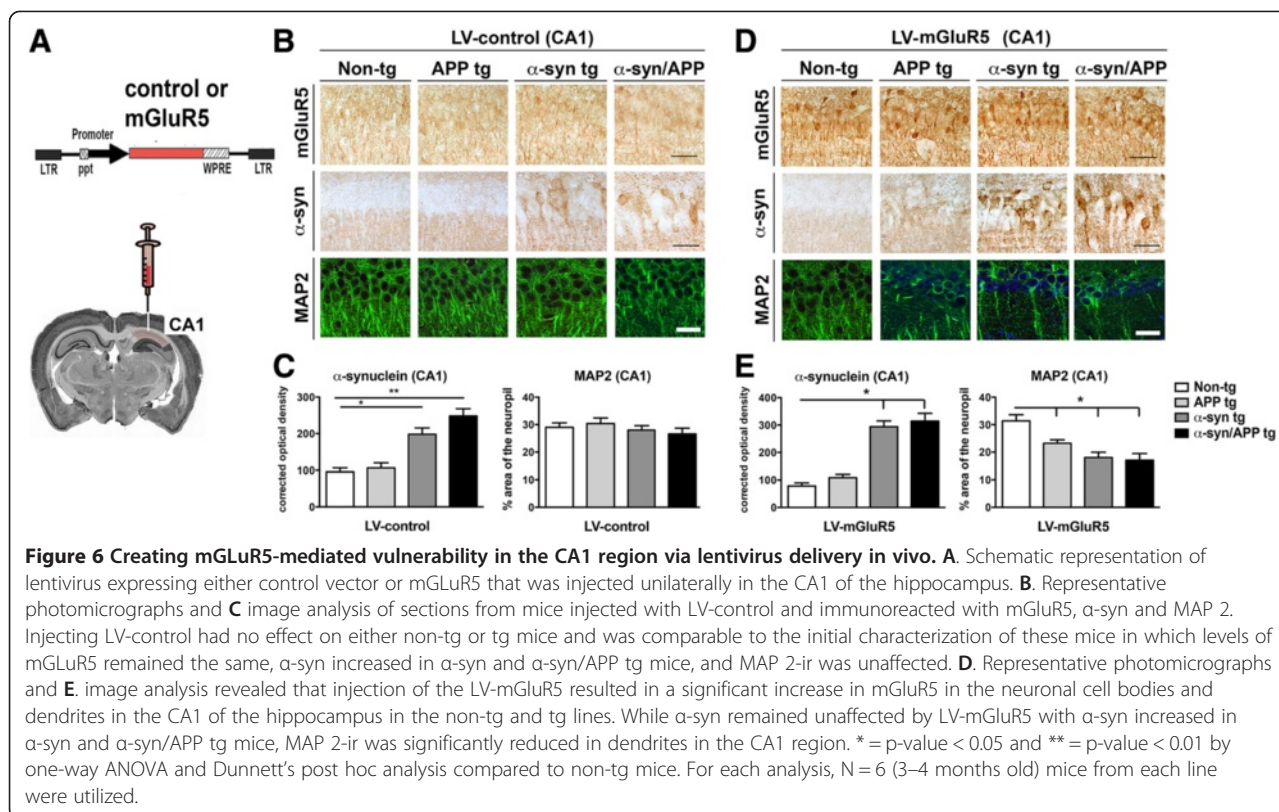 A
control or
mGluR5
Promoter
LTR
ppt
WPRE
LTR
CA1
B
LV-control (CA1)
Non-tg
APP tg
α-syn tg
α-syn/APP
mGluR5
α-syn
MAP2
C
α-synuclein (CA1)
corrected optical density
300
200
100
0
*
**
LV-control
MAP2 (CA1)
% area of the neuropil
40
30
20
10
0
LV-control
D
LV-mGluR5 (CA1)
Non-tg
APP tg
α-syn tg
α-syn/APP
mGluR5
α-syn
MAP2
E
α-synuclein (CA1)
corrected optical density
400
300
200
100
0
*
LV-mGluR5
MAP2 (CA1)
% area of the neuropil
40
30
20
10
0
*
LV-mGluR5
Non-tg
APP tg
α-syn tg
α-syn/APP tg
Figure 6 Creating mGLuR5-mediated vulnerability in the CA1 region via lentivirus delivery in vivo. A. Schematic representation of
lentivirus expressing either control vector or mGLuR5 that was injected unilaterally in the CA1 of the hippocampus. B. Representative
photomicrographs and C image analysis of sections from mice injected with LV-control and immunoreacted with mGluR5, α-syn and MAP 2.
Injecting LV-control had no effect on either non-tg or tg mice and was comparable to the initial characterization of these mice in which levels of
mGLuR5 remained the same, α-syn increased in α-syn and α-syn/APP tg mice, and MAP 2-ir was unaffected. D. Representative photomicrographs
and E. image analysis revealed that injection of the LV-mGluR5 resulted in a significant increase in mGluR5 in the neuronal cell bodies and
dendrites in the CA1 of the hippocampus in the non-tg and tg lines. While α-syn remained unaffected by LV-mGluR5 with α-syn increased in
α-syn and α-syn/APP tg mice, MAP 2-ir was significantly reduced in dendrites in the CA1 region. * = p-value < 0.05 and ** = p-value < 0.01 by
one-way ANOVA and Dunnett's post hoc analysis compared to non-tg mice. For each analysis, N = 6 (3–4 months old) mice from each line
were utilized.